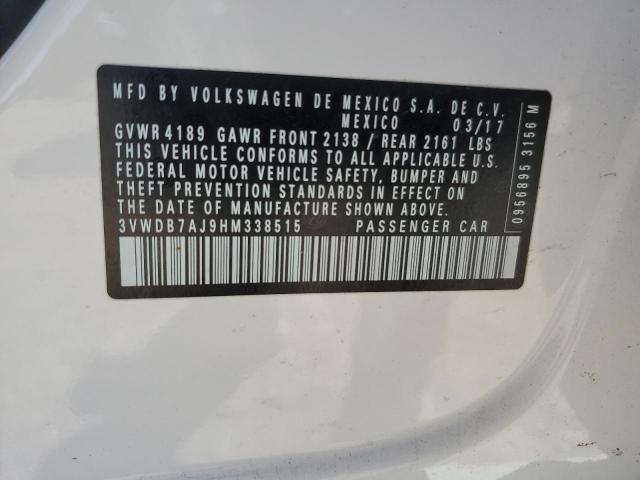 MFD BY VOLKSWAGEN DE MEXICO S.A. DE C.V.
MEXICO 03/17
GVWR 4189 GAWR FRONT 2138 / REAR 2161 LBS
THIS VEHICLE CONFORMS TO ALL APPLICABLE U.S.
FEDERAL MOTOR VEHICLE SAFETY, BUMPER AND
THEFT PREVENTION STANDARDS IN EFFECT ON
THE DATE OF MANUFACTURE SHOWN ABOVE.
3VWDB7AJ9HM338515 PASSENGER CAR
0956895 3156 M